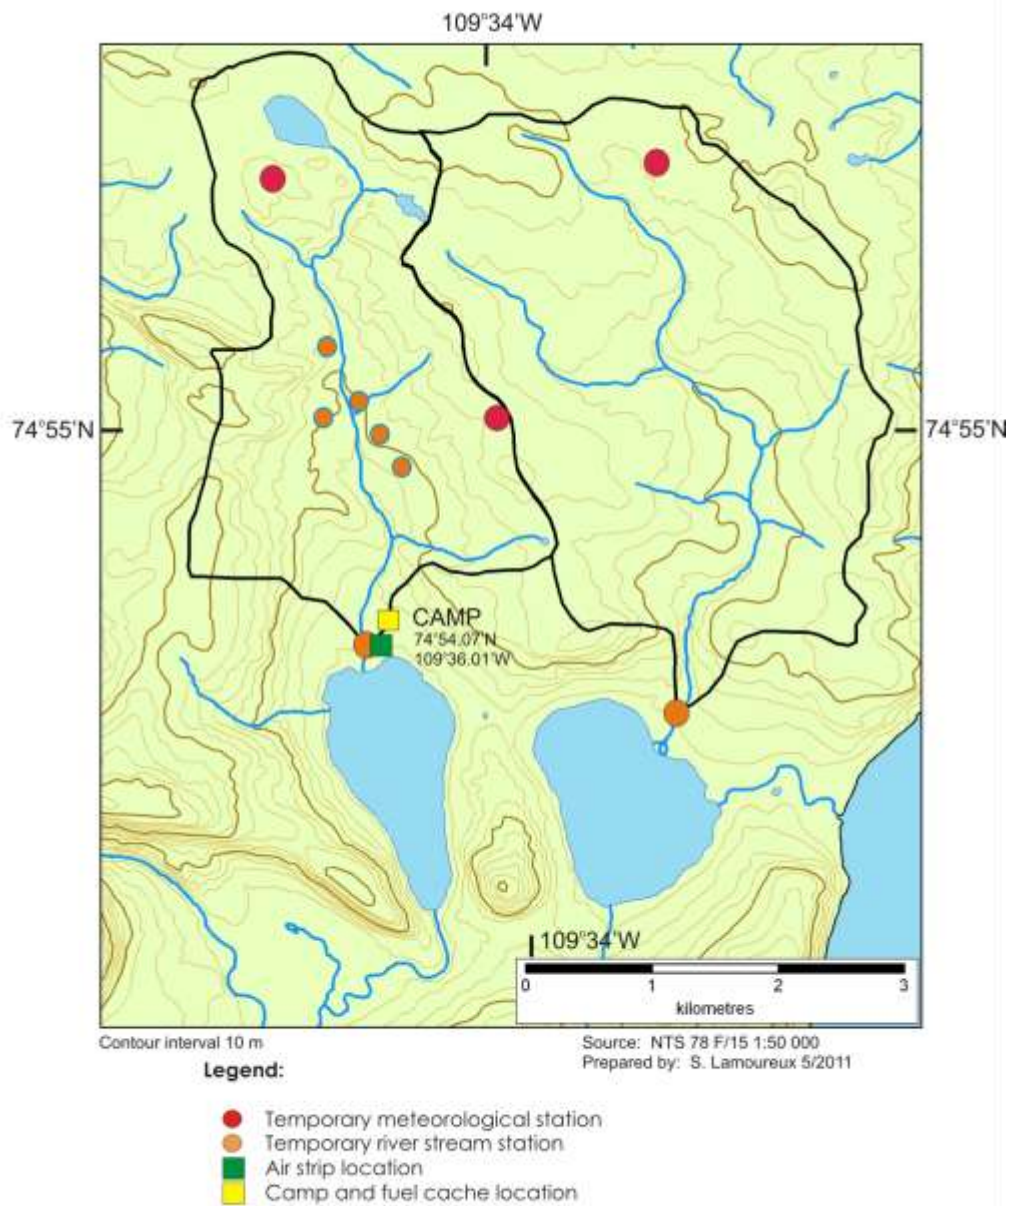 109°34'W
74°55'N
74°55'N
CAMP
74°54.07'N
109°36.01'W
109°34'W
0 1 2 3
kilometres
Contour interval 10 m
Source: NTS 78 F/15 1:50 000
Prepared by: S. Lamoureux 5/2011
Legend:
Temporary meteorological station
Temporary river stream station
Air strip location
Camp and fuel cache location